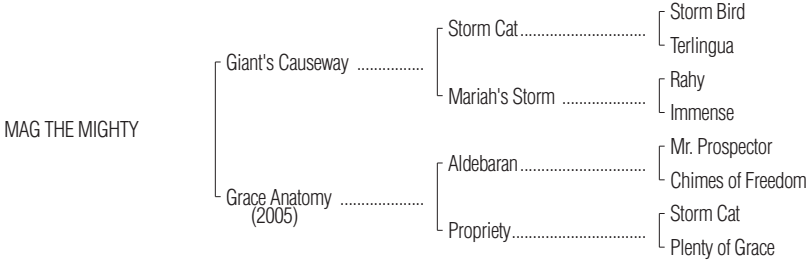 Storm Bird
Storm Cat..............................
Terlingua
Giant's Causeway ................
Rahy
Mariah's Storm ....................
Immense
MAG THE MIGHTY
Mr. Prospector
Aldebaran..............................
Chimes of Freedom
Grace Anatomy ....................
(2005)
Storm Cat
Propriety................................
Plenty of Grace